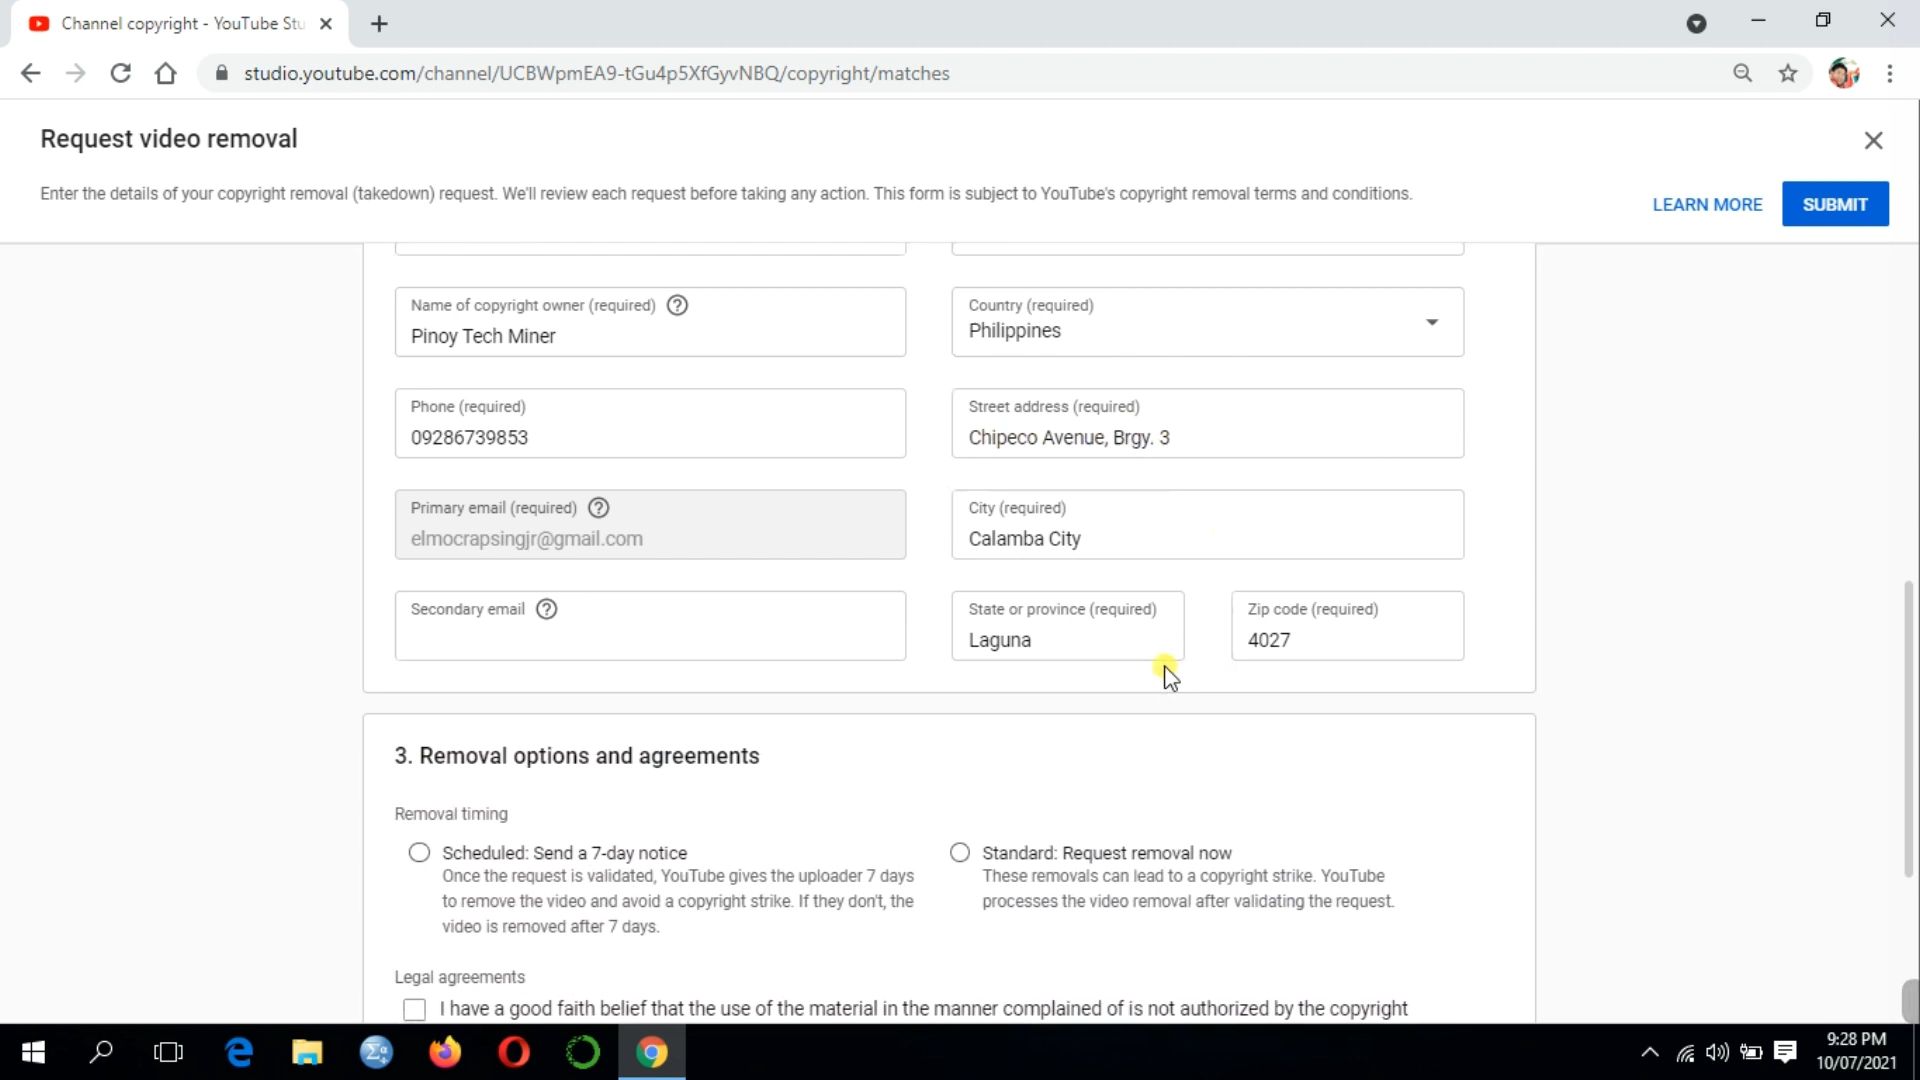 Channel copyright - YouTube Stu
studio.youtube.com/channel/UCBWpmEA9-tGu4p5XfGyvNBQ/copyright/matches
Request video removal
Enter the details of your copyright removal (takedown) request. We'll review each request before taking any action. This form is subject to YouTube's copyright removal terms and conditions.
LEARN MORE
SUBMIT
Name of copyright owner (required)
Pinoy Tech Miner
Country (required)
Philippines
Phone (required)
09286739853
Street address (required)
Chipeco Avenue, Brgy. 3
Primary email (required)
elmocrapsingjr@gmail.com
City (required)
Calamba City
Secondary email
State or province (required)
Laguna
Zip code (required)
4027
3. Removal options and agreements
Removal timing
Scheduled: Send a 7-day notice
Once the request is validated, YouTube gives the uploader 7 days
to remove the video and avoid a copyright strike. If they don't, the
video is removed after 7 days.
Standard: Request removal now
These removals can lead to a copyright strike. YouTube
processes the video removal after validating the request.
Legal agreements
I have a good faith belief that the use of the material in the manner complained of is not authorized by the copyright
9:28 PM
10/07/2021